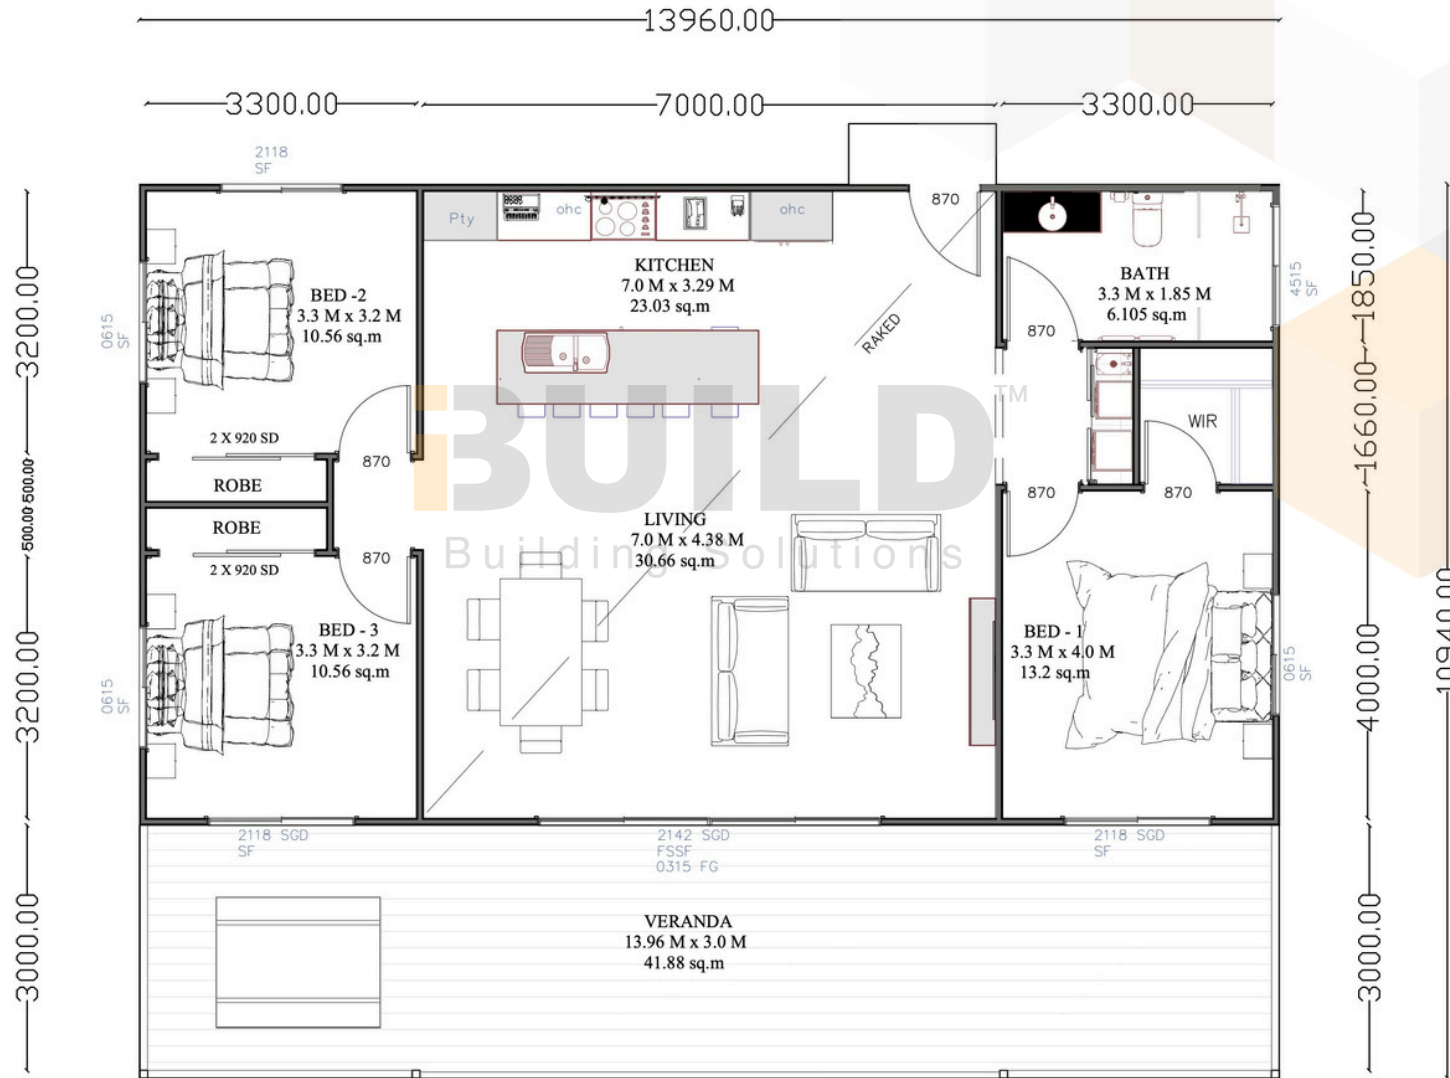 13960.00
3300.00
7000.00
3300.00
2118
SF
870
Pty
ohc
ohc
KITCHEN
7.0 M x 3.29 M
23.03 sq.m
BATH
3.3 M x 1.85 M
6.105 sq.m
4515
SF
1850.00
3200.00
0615
SF
BED -2
3.3 M x 3.2 M
10.56 sq.m
RAKED
870
1660.00
WIR
iBUILD™
Building Solutions
2 X 920 SD
870
ROBE
500.00
500.00
870
870
ROBE
2 X 920 SD
870
LIVING
7.0 M x 4.38 M
30.66 sq.m
10940.00
3200.00
0615
SF
BED - 3
3.3 M x 3.2 M
10.56 sq.m
BED - 1
3.3 M x 4.0 M
13.2 sq.m
0615
SF
4000.00
2118 SGD
SF
2142 SGD
FSSF
0315 FG
2118 SGD
SF
3000.00
VERANDA
13.96 M x 3.0 M
41.88 sq.m
3000.00